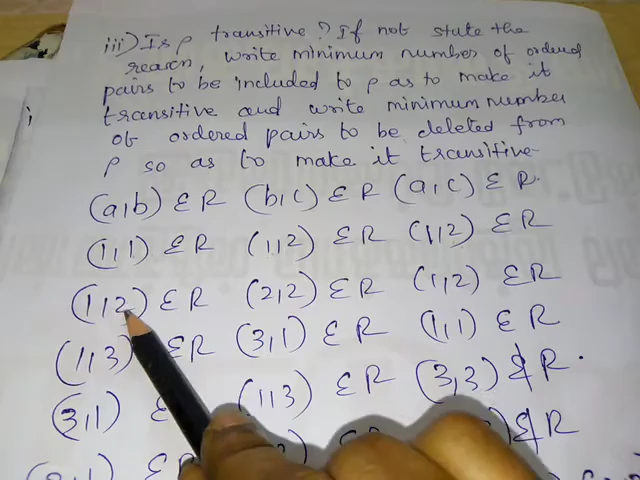 iii) Is ρ transitive? If not state the
reason, write minimum number of ordered
pairs to be included to ρ as to make it
transitive and write minimum number
of ordered pairs to be deleted from
ρ so as to make it transitive.
(a,b) ∈ R (b,c) ∈ R (a,c) ∈ R.
(1,1) ∈ R (1,2) ∈ R (1,2) ∈ R
(1,2) ∈ R (2,2) ∈ R (1,2) ∈ R
(1,3) ∈ R (3,1) ∈ R (1,1) ∈ R
(3,1) ∈ (1,3) ∈ R (3,3) ∉ R.
∉ R